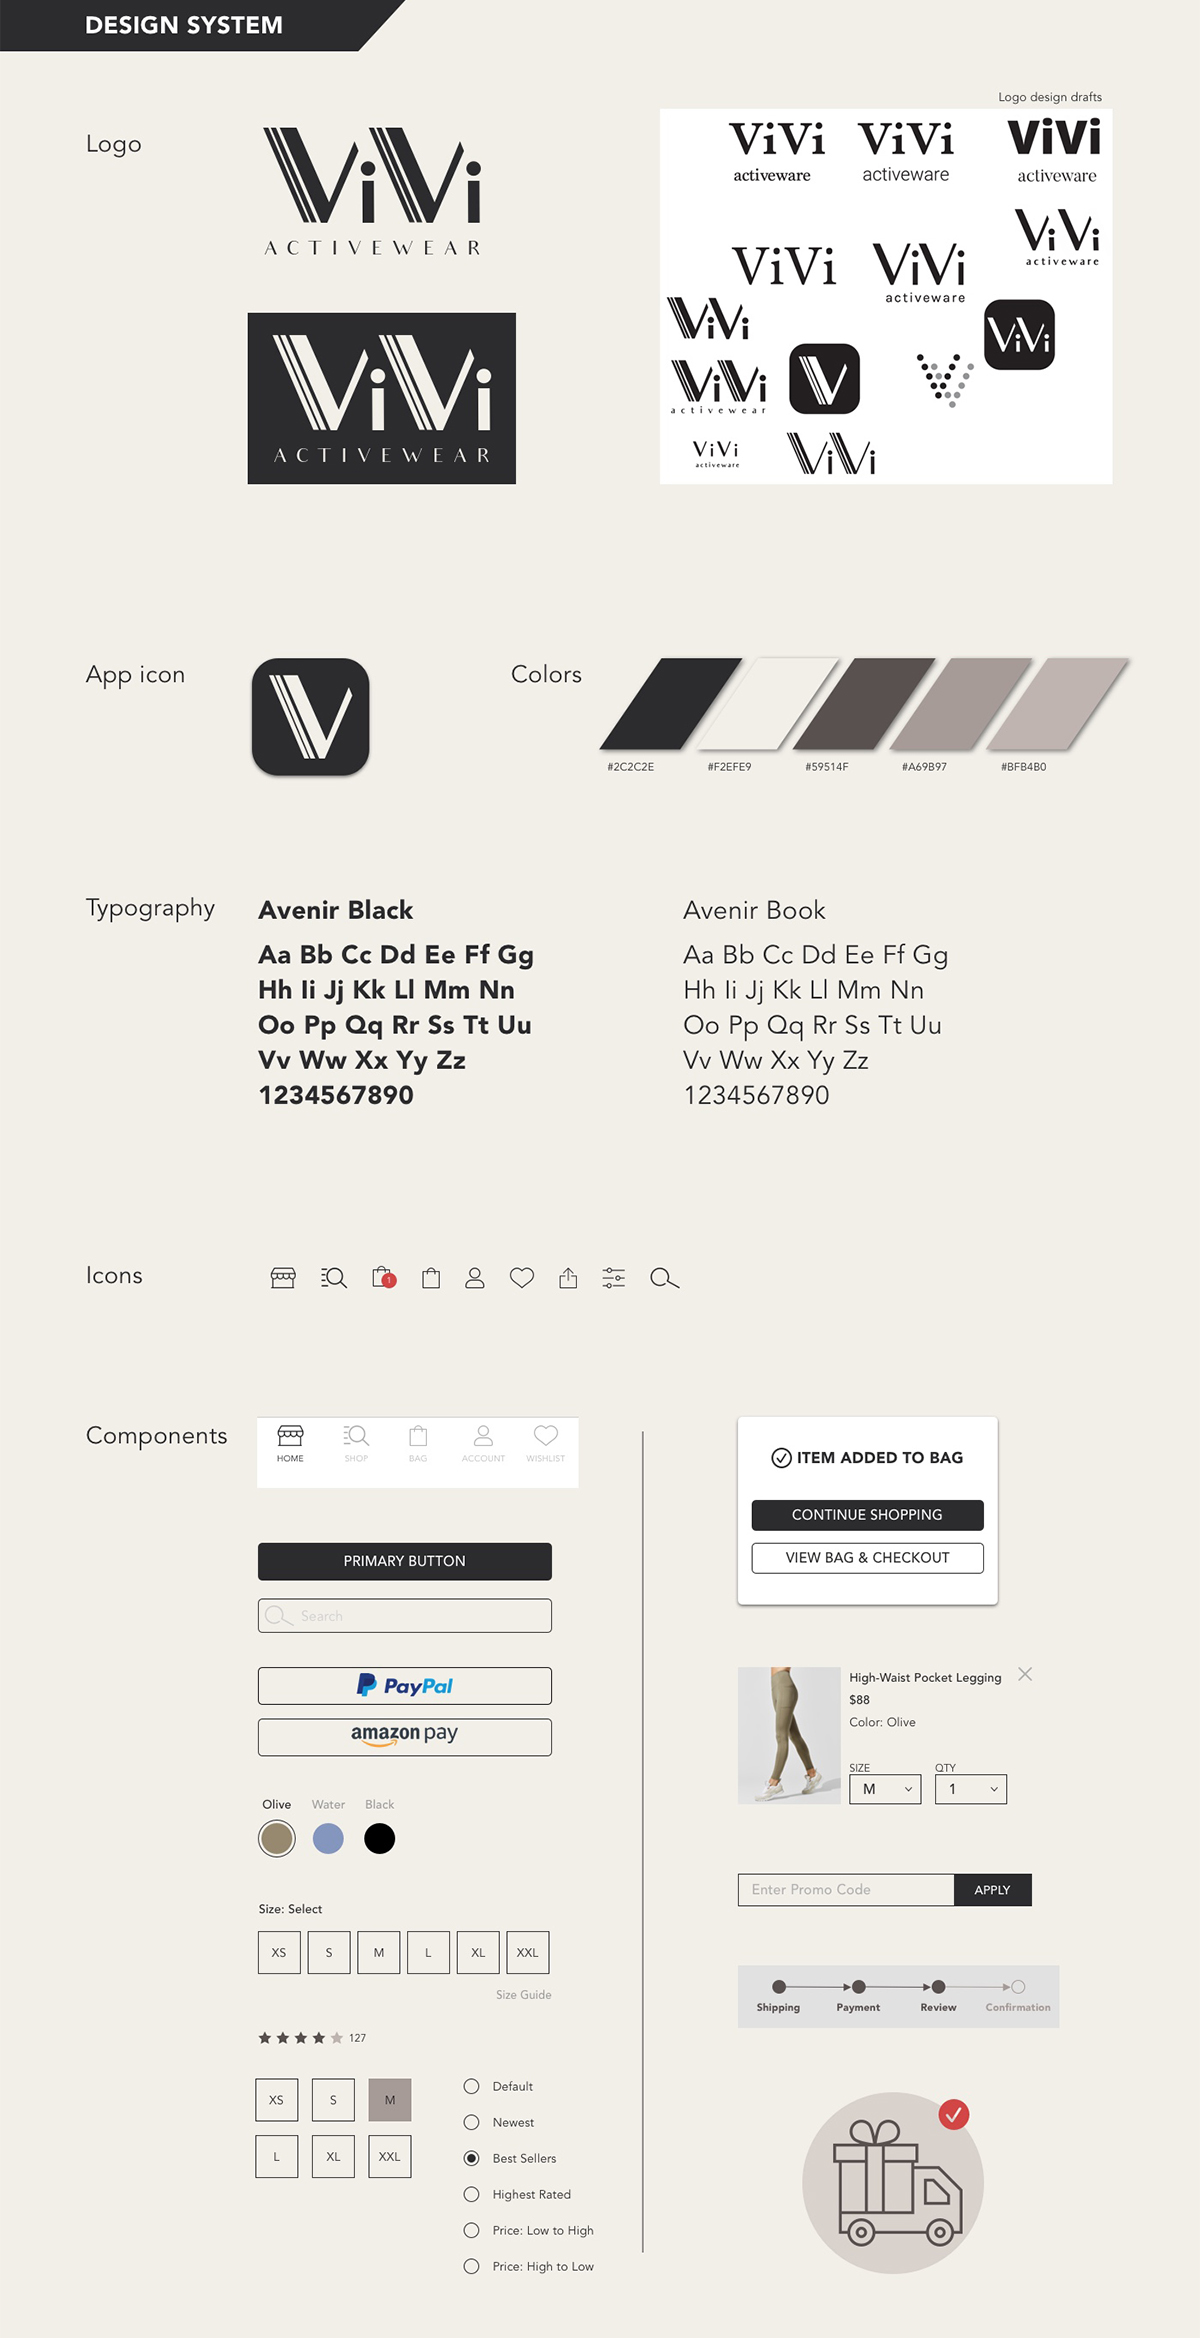 DESIGN SYSTEM
Logo
ViVi
ACTIVEWEAR
ViVi
ACTIVEWEAR
Logo design drafts
ViVi
activeware
ViVi
activeware
ViVi
activeware
ViVi
ViVi
activeware
ViVi
activeware
ViVi
ViVi
ViVi
activewear
V
V
ViVi
activeware
ViVi
App icon
V
Colors
#2C2C2E
#F2EFE9
#59514F
#A69B97
#BFB4B0
Typography
Avenir Black
Aa Bb Cc Dd Ee Ff Gg
Hh Ii Jj Kk Ll Mm Nn
Oo Pp Qq Rr Ss Tt Uu
Vv Ww Xx Yy Zz
1234567890
Avenir Book
Aa Bb Cc Dd Ee Ff Gg
Hh Ii Jj Kk Ll Mm Nn
Oo Pp Qq Rr Ss Tt Uu
Vv Ww Xx Yy Zz
1234567890
Icons
1
Components
HOME
SHOP
BAG
ACCOUNT
WISHLIST
PRIMARY BUTTON
Search
PayPal
amazon pay
Olive
Water
Black
Size: Select
XS
S
M
L
XL
XXL
Size Guide
127
XS
S
M
L
XL
XXL
Default
Newest
Best Sellers
Highest Rated
Price: Low to High
Price: High to Low
ITEM ADDED TO BAG
CONTINUE SHOPPING
VIEW BAG & CHECKOUT
High-Waist Pocket Legging
$88
Color: Olive
SIZE
M
QTY
1
Enter Promo Code
APPLY
Shipping
Payment
Review
Confirmation